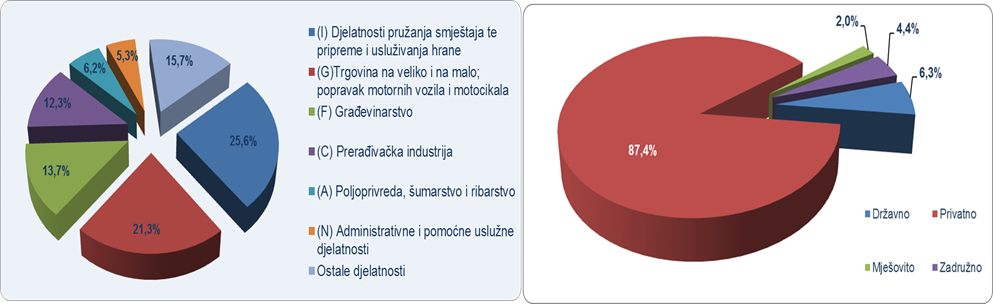 5,3%
15,7%
6,2%
12,3%
25,6%
13,7%
21,3%
(I) Djelatnosti pružanja smještaja te
pripreme i usluživanja hrane
(G)Trgovina na veliko i na malo;
popravak motornih vozila i motocikala
(F) Građevinarstvo
(C) Prerađivačka industrija
(A) Poljoprivreda, šumarstvo i ribarstvo
(N) Administrativne i pomoćne uslužne
djelatnosti
Ostale djelatnosti
2,0%
4,4%
6,3%
87,4%
Državno
Privatno
Mješovito
Zadružno